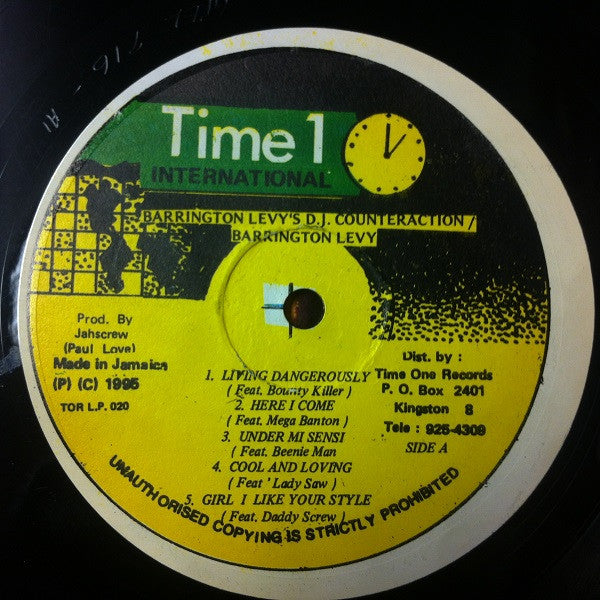 Time 1
INTERNATIONAL
BARRINGTON LEVY'S D.J. COUNTERACTION /
BARRINGTON LEVY
Prod. By
Jahscrew
(Paul Love)
Made in Jamaica
(P) (C) 1995
TOR L.P. 020
1. LIVING DANGEROUSLY
( Feat. Bounty Killer )
2. HERE I COME
( Feat. Mega Banton )
3. UNDER MI SENSI
( Feat. Beenie Man
4. COOL AND LOVING
( Feat ' Lady Saw )
5. GIRL I LIKE YOUR STYLE
( Feat. Daddy Screw )
Dist. by :
Time One Records
P. O. Box 2401
Kingston 8
Tele : 925-4309
SIDE A
UNAUTHORISED COPYING IS STRICTLY PROHIBITED